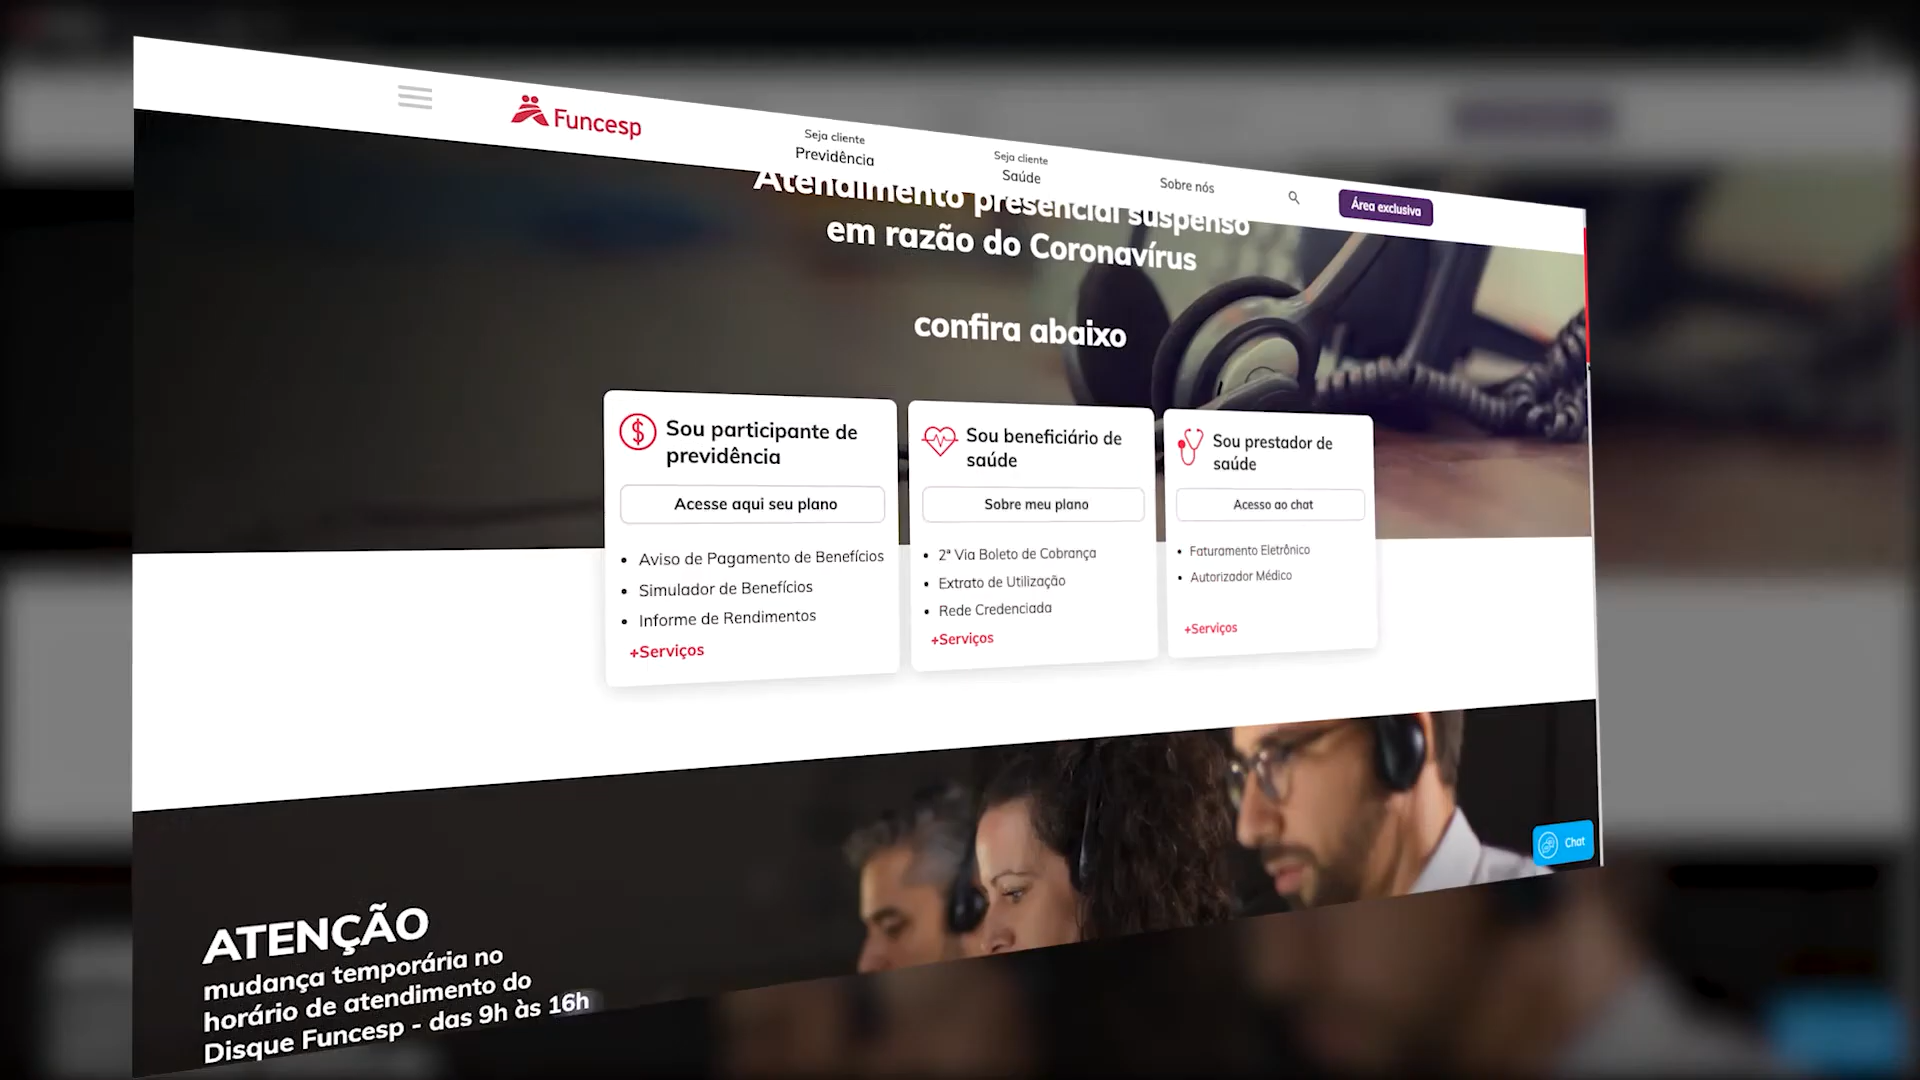 Funcesp
Seja cliente
Previdência
Seja cliente
Saúde
Sobre nós
Área exclusiva
Atendimento presencial suspenso
em razão do Coronavírus
confira abaixo
Sou participante de
previdência
Acesse aqui seu plano
Aviso de Pagamento de Benefícios
Simulador de Benefícios
Informe de Rendimentos
+Serviços
Sou beneficiário de
saúde
Sobre meu plano
2ª Via Boleto de Cobrança
Extrato de Utilização
Rede Credenciada
+Serviços
Sou prestador de
saúde
Acesso ao chat
Faturamento Eletrônico
Autorizador Médico
+Serviços
Chat
ATENÇÃO
mudança temporária no
horário de atendimento do
Disque Funcesp - das 9h às 16h